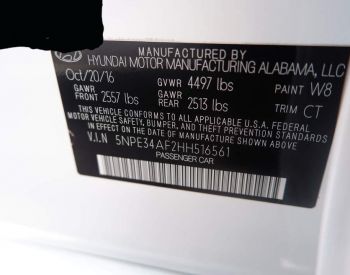 MANUFACTURED BY
HYUNDAI MOTOR MANUFACTURING ALABAMA, LLC
Oct/20/16 GVWR 4497 lbs PAINT W8
GAWR GAWR
FRONT 2557 lbs REAR 2513 lbs TRIM CT
THIS VEHICLE CONFORMS TO ALL APPLICABLE U.S. FEDERAL
MOTOR VEHICLE SAFETY, BUMPER, AND THEFT PREVENTION STANDARDS
IN EFFECT ON THE DATE OF MANUFACTURE SHOWN ABOVE.
V.I.N 5NPE34AF2HH516561
PASSENGER CAR